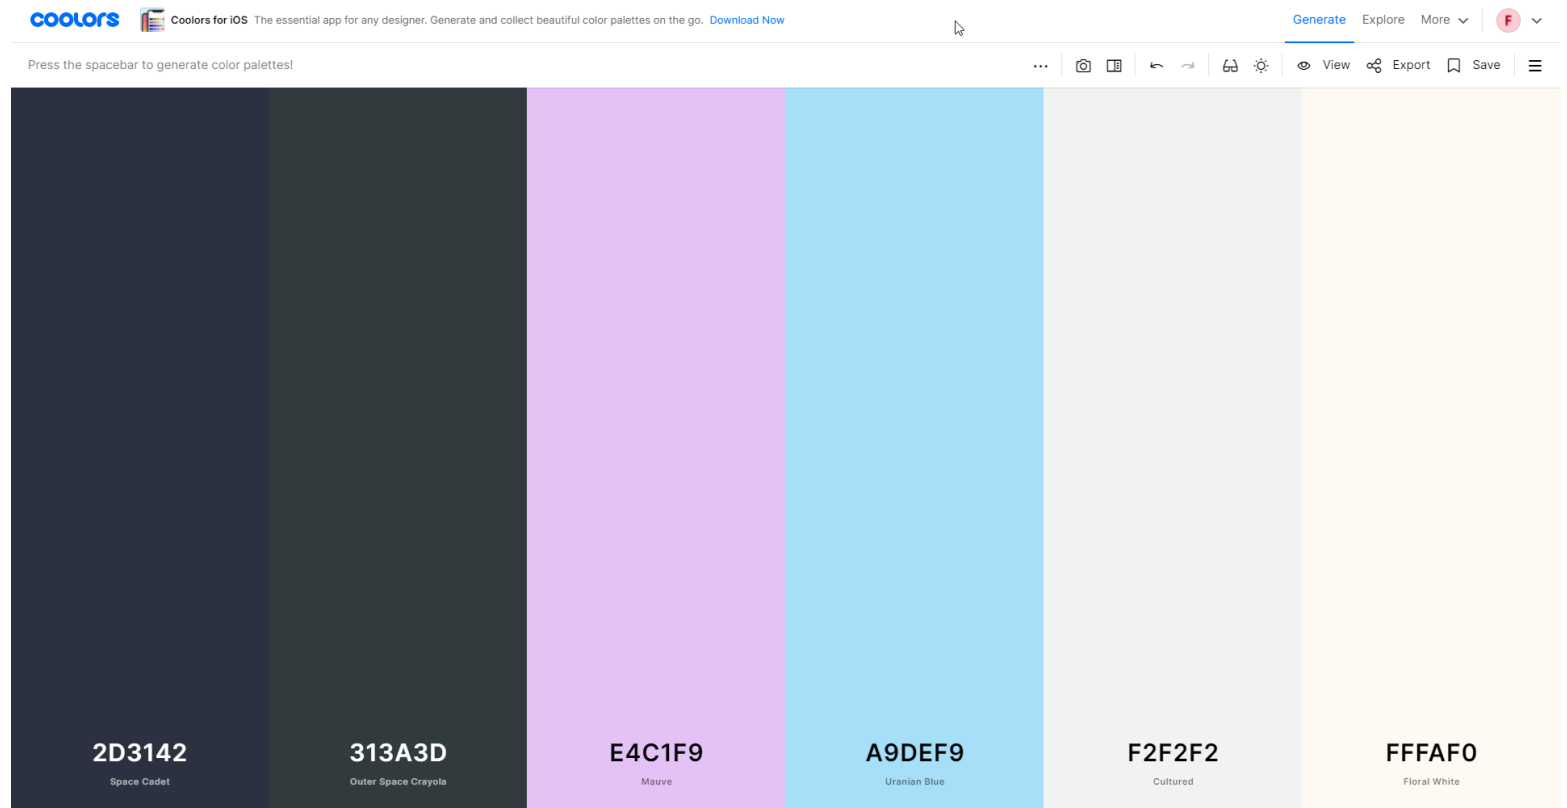 coolors Coolors for iOS The essential app for any designer. Generate and collect beautiful color palettes on the go. Download Now Generate Explore More F
Press the spacebar to generate color palettes! View Export Save
2D3142 313A3D E4C1F9 A9DEF9 F2F2F2 FFFAF0
Space Cadet Outer Space Crayola Mauve Uranian Blue Cultured Floral White